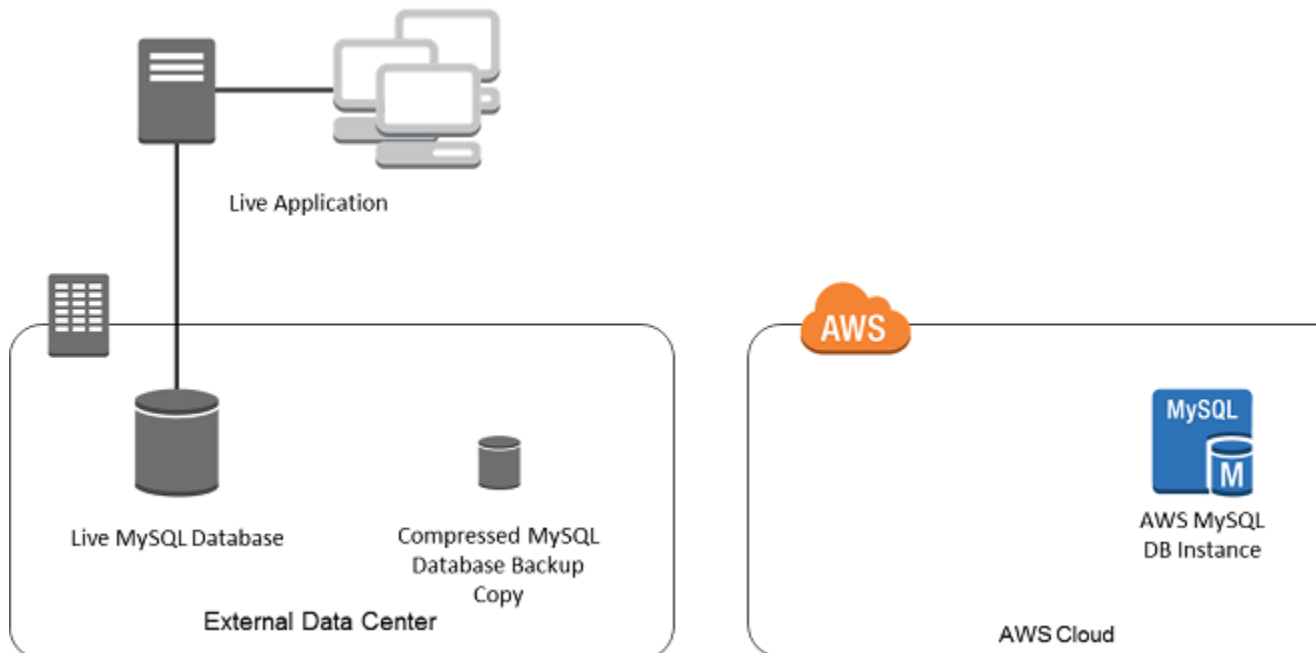 Live Application
AWS
MySQL
M
Live MySQL Database
Compressed MySQL
Database Backup
Copy
AWS MySQL
DB Instance
External Data Center
AWS Cloud